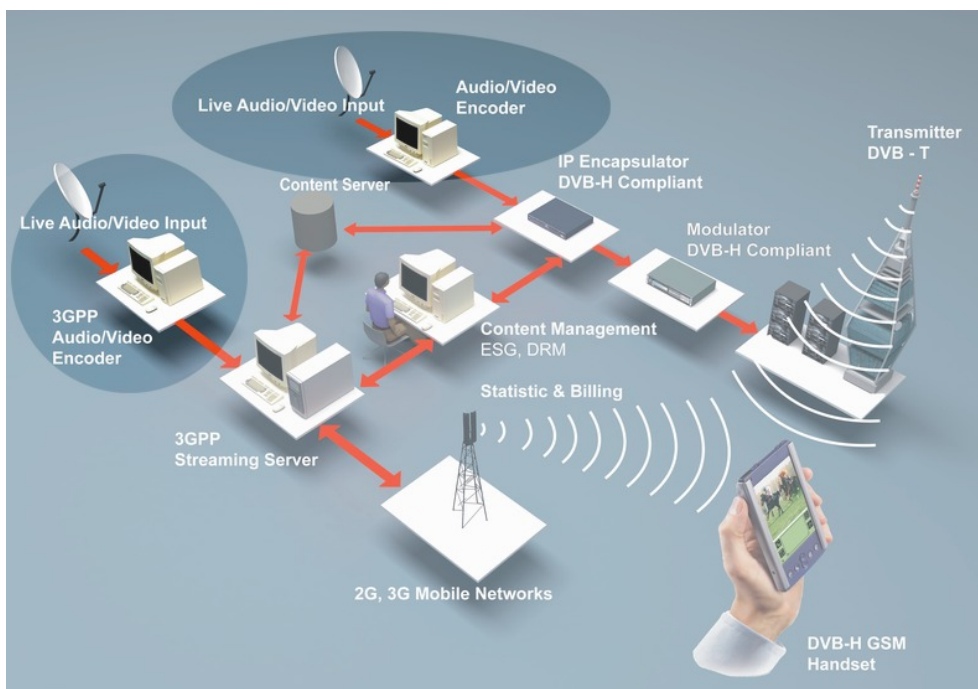 Live Audio/Video Input
Audio/Video
Encoder
Transmitter
DVB - T
IP Encapsulator
DVB-H Compliant
Content Server
Live Audio/Video Input
Modulator
DVB-H Compliant
3GPP
Audio/Video
Encoder
Content Management
ESG, DRM
Statistic & Billing
3GPP
Streaming Server
2G, 3G Mobile Networks
DVB-H GSM
Handset